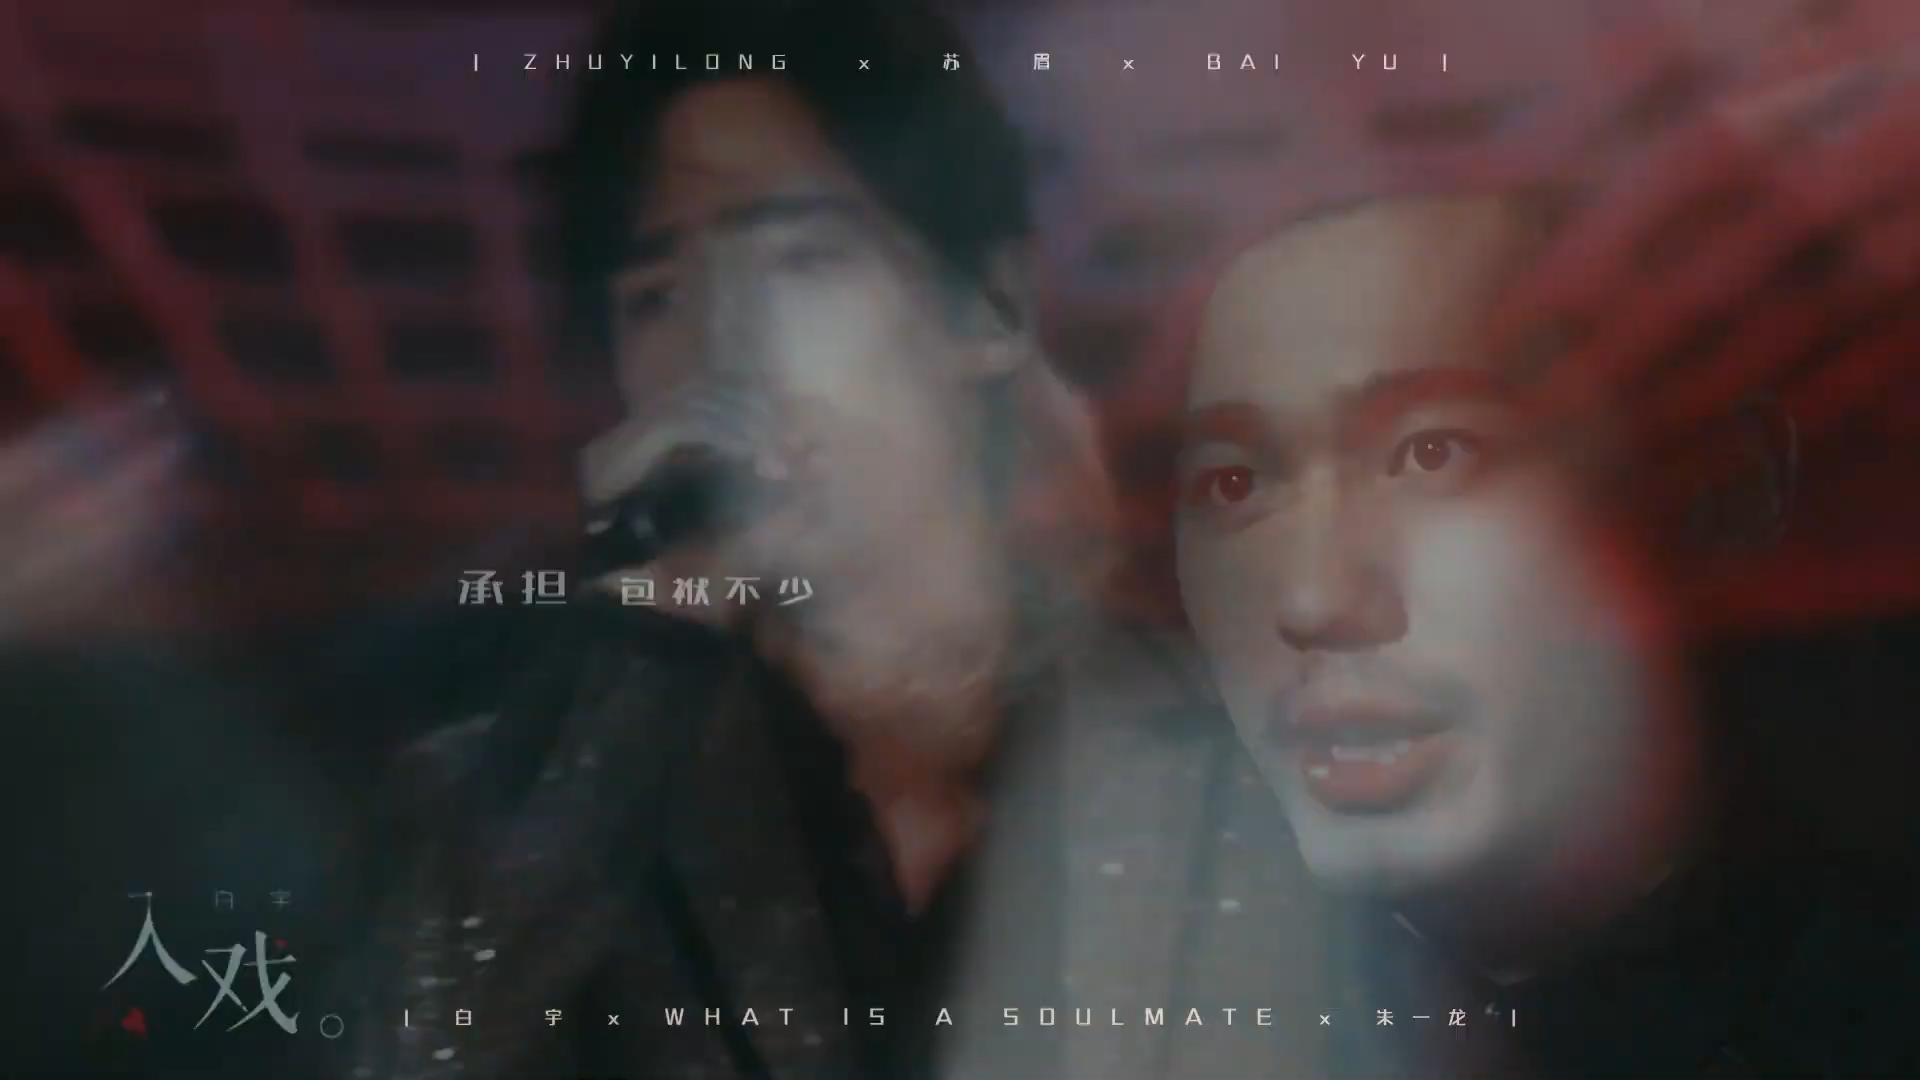 | ZHUYILONG x 苏 眉 x BAI YU |
承担 包袱不少
白 宇
入戏。
| 白 宇 x WHAT IS A SOULMATE x 朱一龙 |